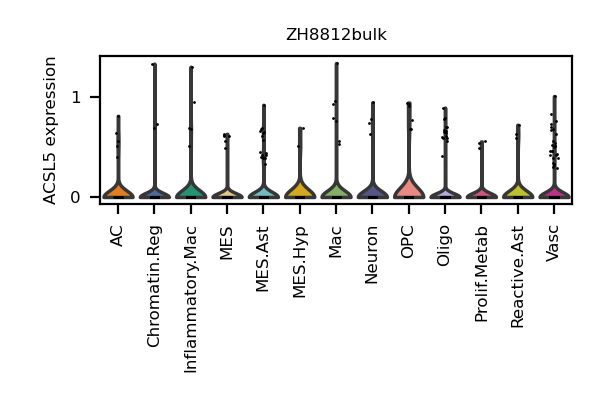 ZH8812bulk
ACSL5 expression
1
0
AC
Chromatin.Reg
Inflammatory.Mac
MES
MES.Ast
MES.Hyp
Mac
Neuron
OPC
Oligo
Prolif.Metab
Reactive.Ast
Vasc